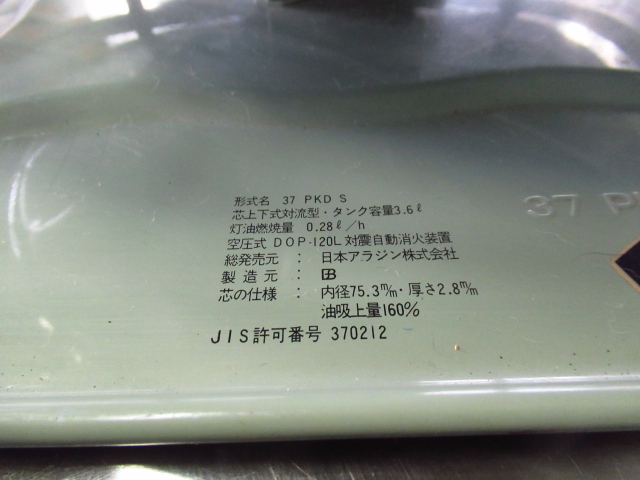 形式名 37 PKD S
芯上下式対流型・タンク容量3.6ℓ
灯油燃焼量 0.28ℓ/h
空圧式 DOP-120L 対震自動消火装置
総発売元 : 日本アラジン株式会社
製造元 :
芯の仕様 : 内径75.3m/m・厚さ2.8m/m
油吸上量160%
JIS許可番号 370212
37 P